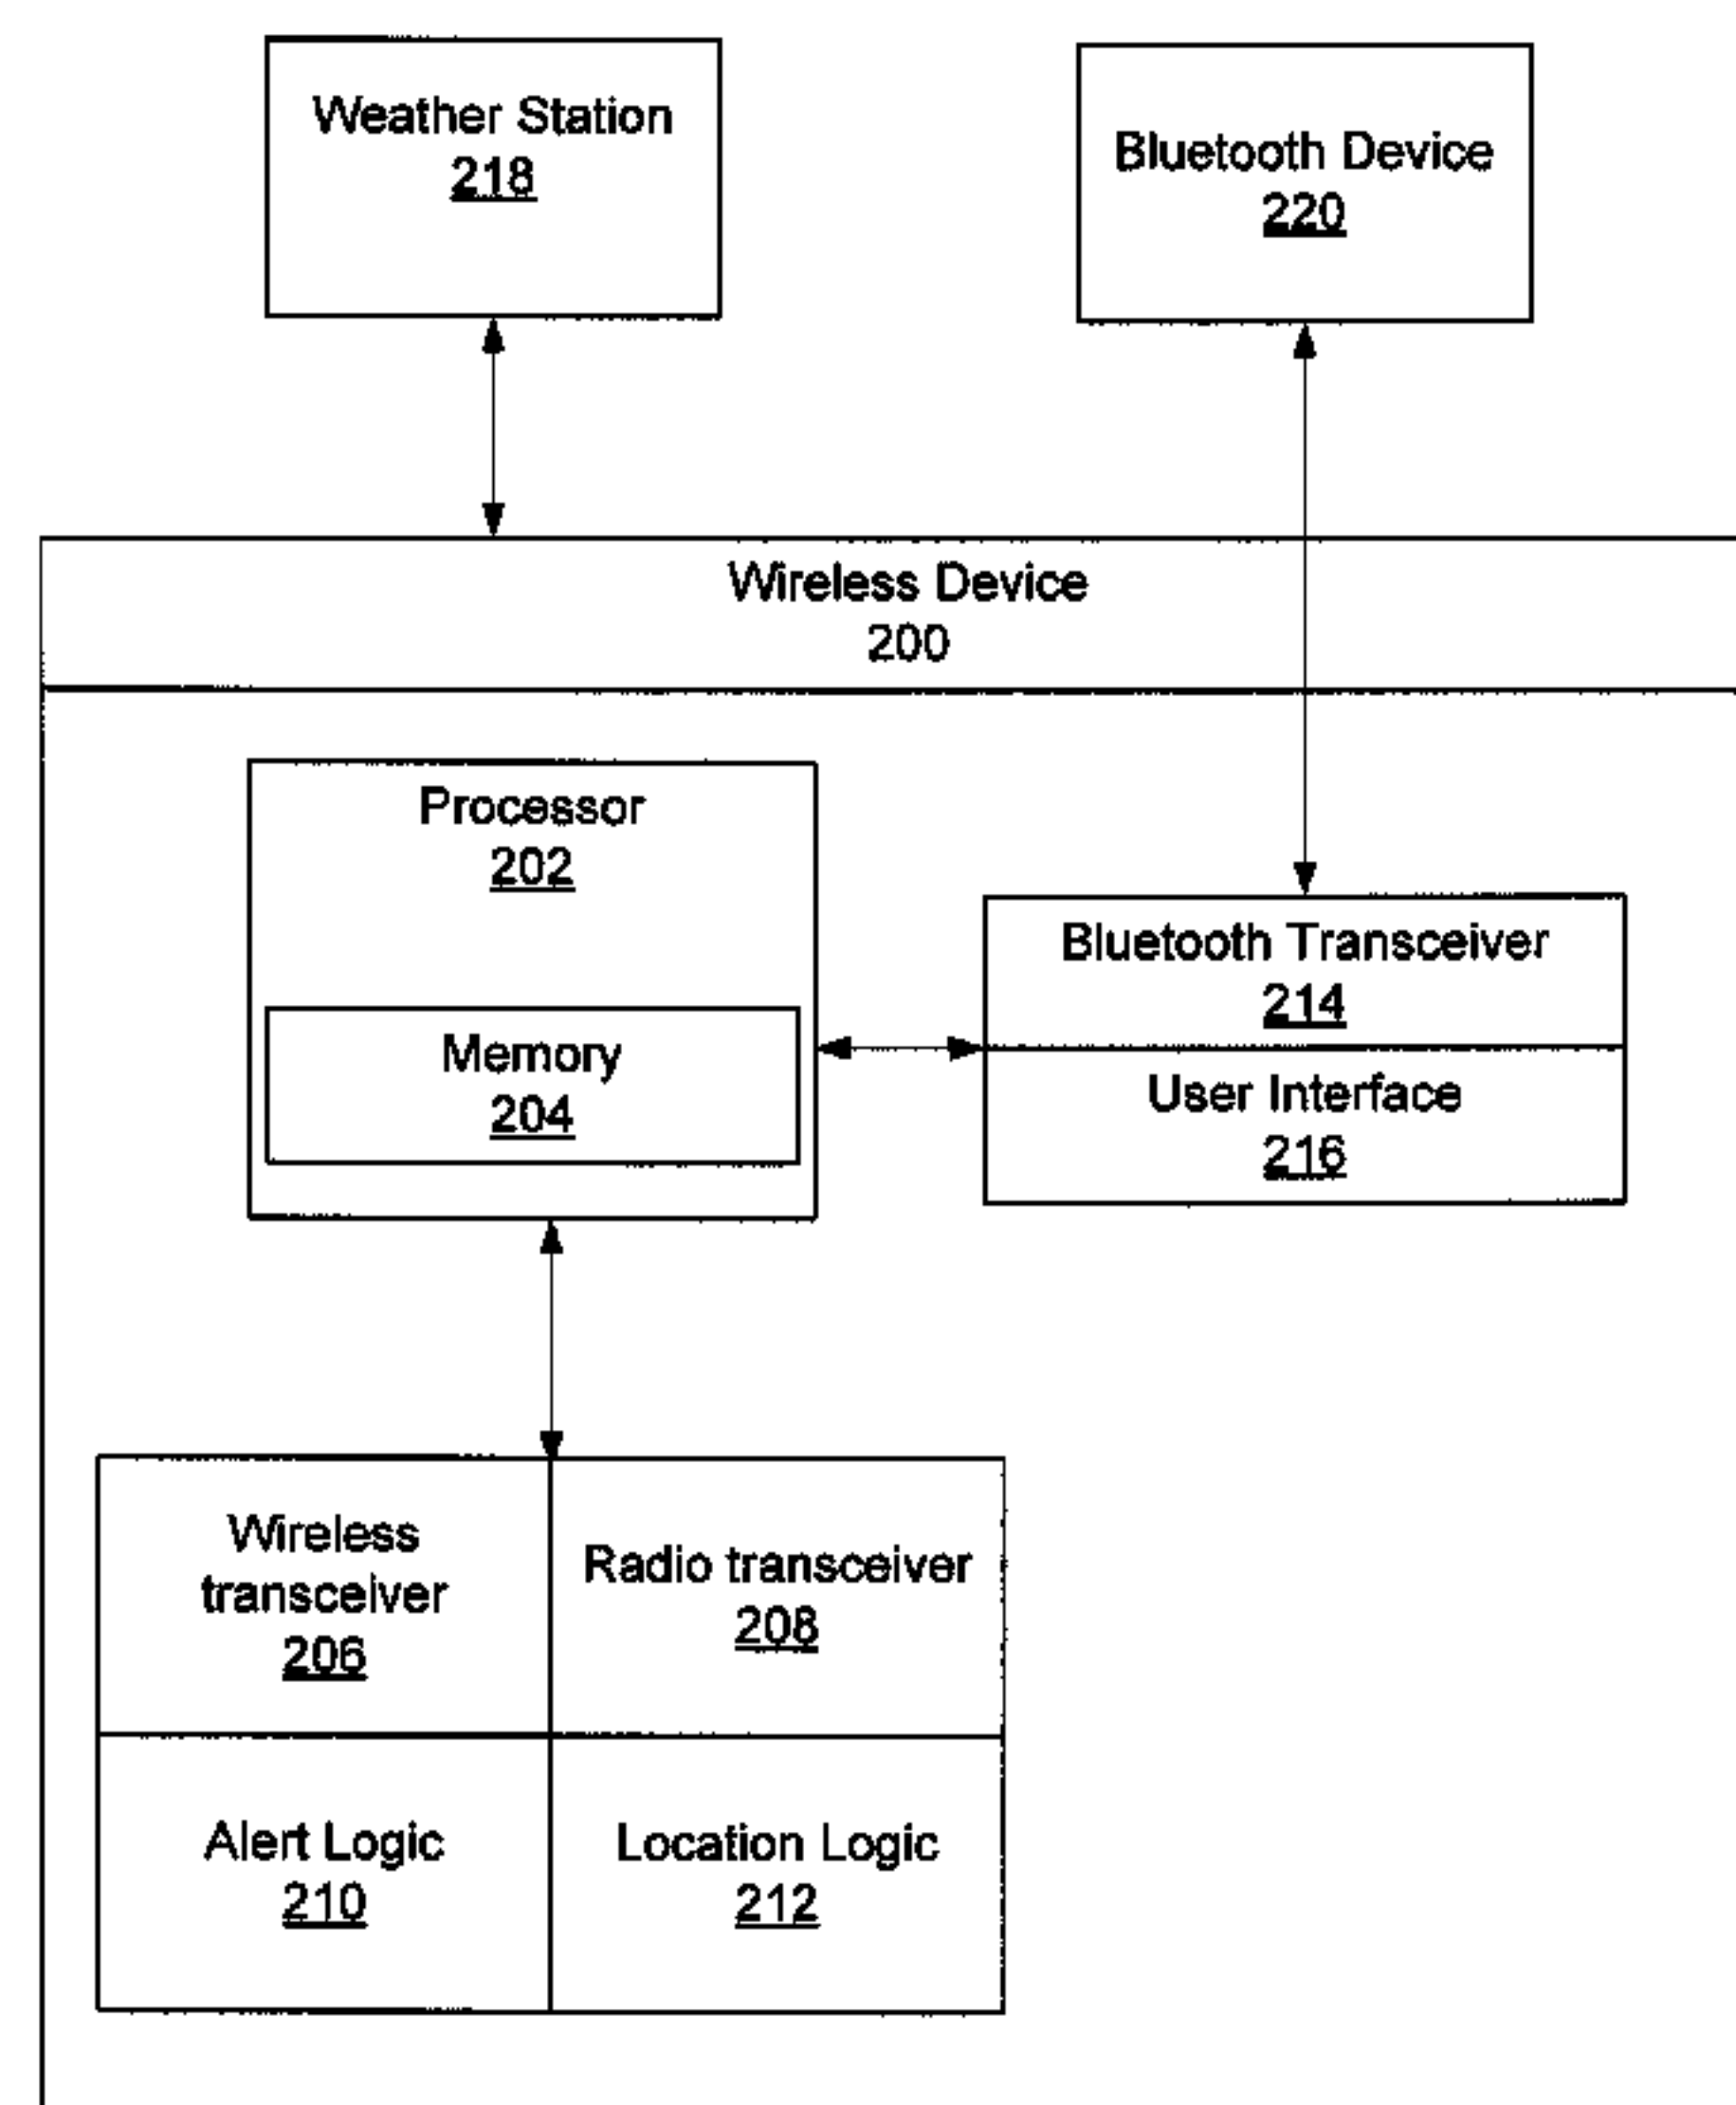 Weather Station
218
Bluetooth Device
220
Wireless Device
200
Processor
202
Memory
204
Bluetooth Transceiver
214
User Interface
216
Wireless
transceiver
206
Radio transceiver
208
Alert Logic
210
Location Logic
212